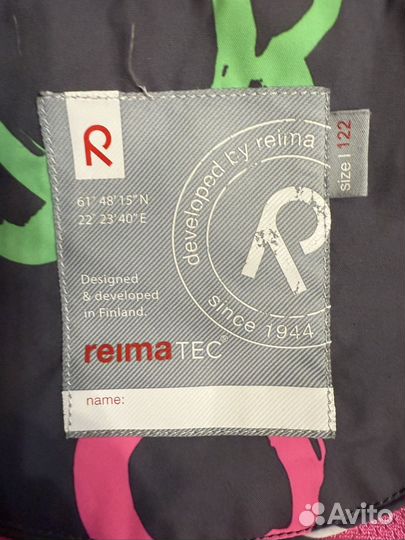 R
61° 48' 15" N
22° 23' 40" E
developed by reima
R
since 1944
size | 122
Designed
& developed
in Finland.
reimaTEC®
name:
Avito